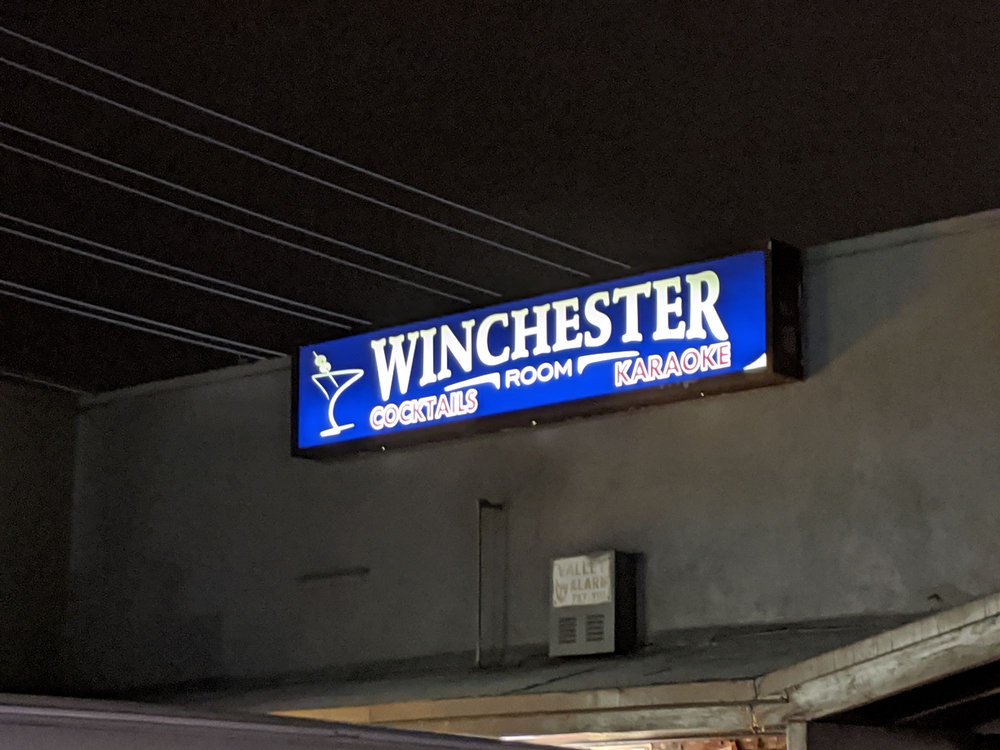 WINCHESTER
ROOM
COCKTAILS
KARAOKE
VALLEY
ALARM